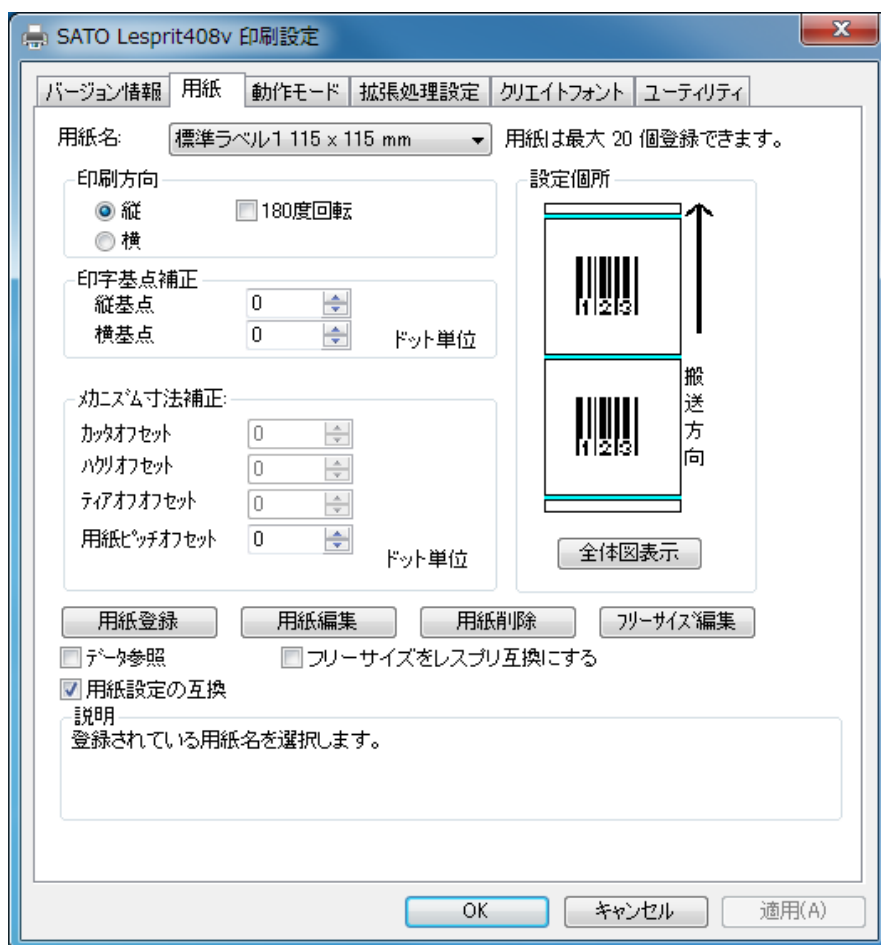 SATO Lesprit408v 印刷設定
バージョン情報 用紙 動作モード 拡張処理設定 クリエイトフォント ユーティリティ
用紙名: 標準ラベル1 115 x 115 mm 用紙は最大 20 個登録できます。
印刷方向
縦 180度回転
横
印字基点補正
縦基点 0
横基点 0 ドット単位
メカニズム寸法補正:
カッタオフセット 0
ハクリオフセット 0
ティアオフオフセット 0
用紙ピッチオフセット 0 ドット単位
設定個所
123
123
搬送方向
全体図表示
用紙登録 用紙編集 用紙削除 フリーサイズ編集
データ参照 フリーサイズをレスプリ互換にする
用紙設定の互換
説明
登録されている用紙名を選択します。
OK キャンセル 適用(A)